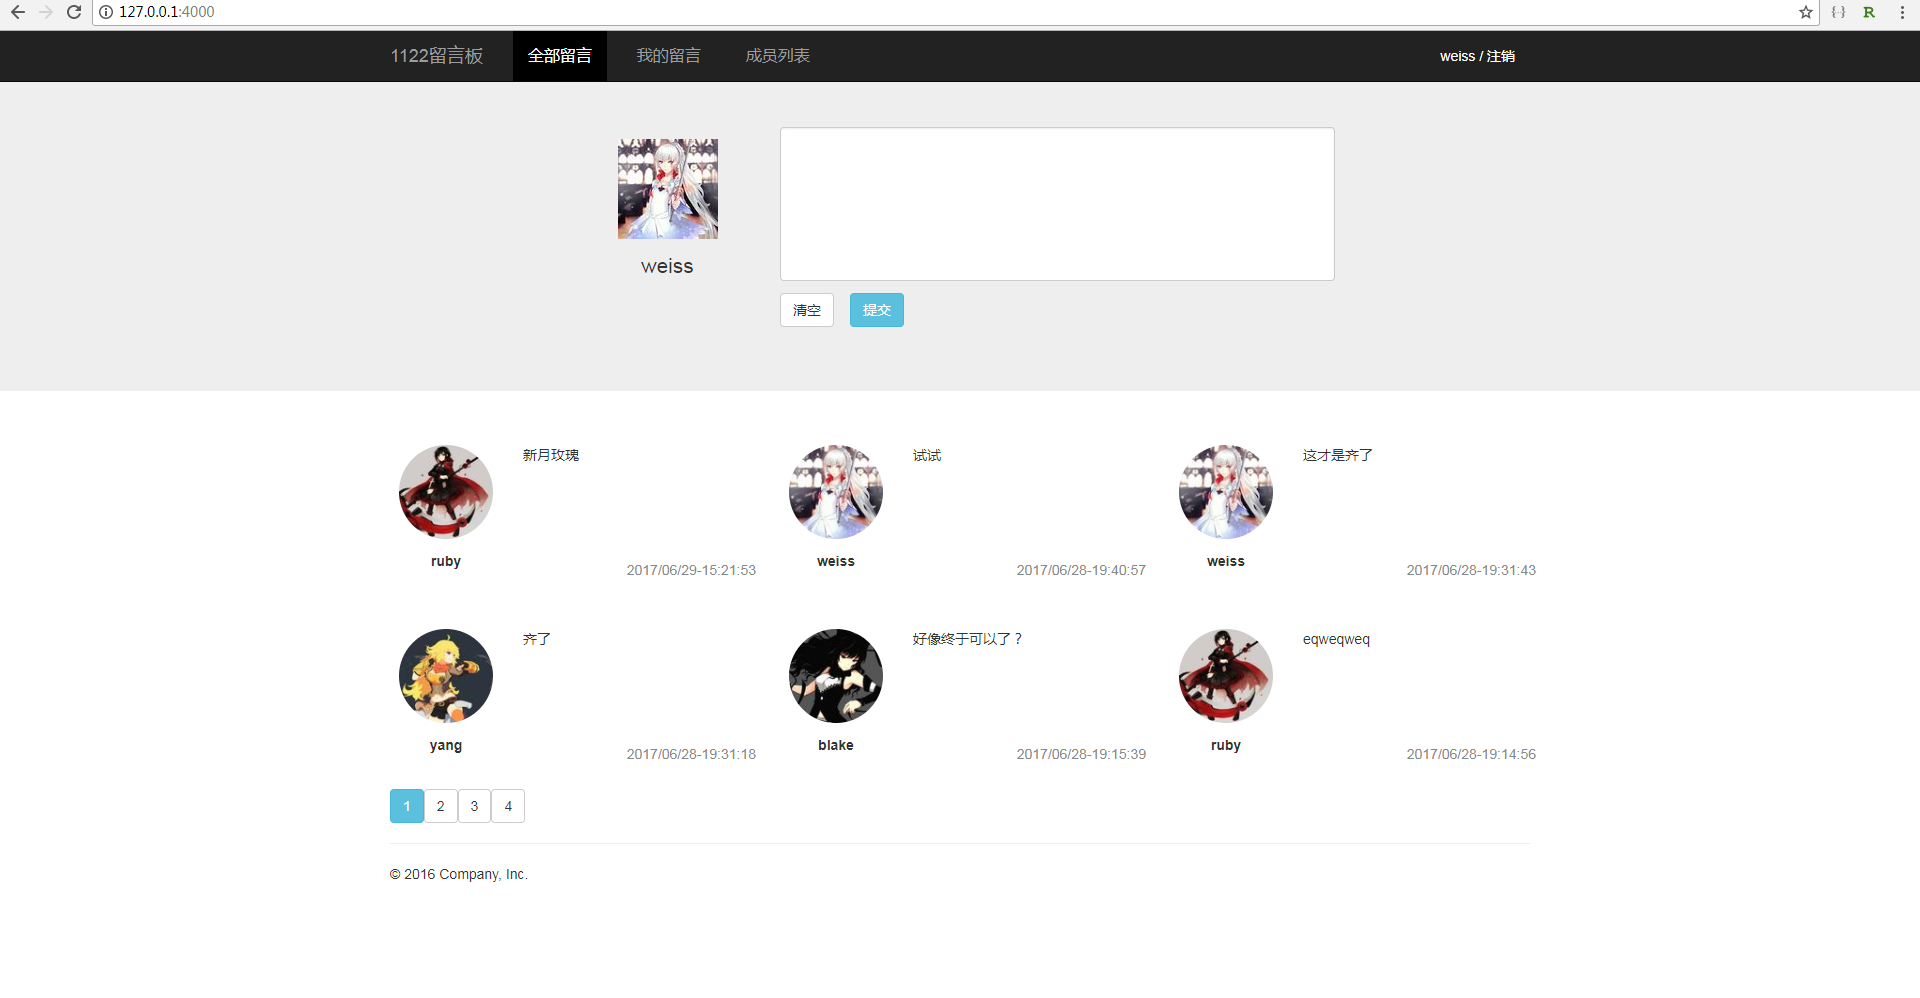 127.0.0.1:4000
1122留言板 全部留言 我的留言 成员列表 weiss / 注销
weiss
清空 提交
新月玫瑰
ruby
2017/06/29-15:21:53
试试
weiss
2017/06/28-19:40:57
这才是齐了
weiss
2017/06/28-19:31:43
齐了
yang
2017/06/28-19:31:18
好像终于可以了？
blake
2017/06/28-19:15:39
eqweqweq
ruby
2017/06/28-19:14:56
1 2 3 4
© 2016 Company, Inc.